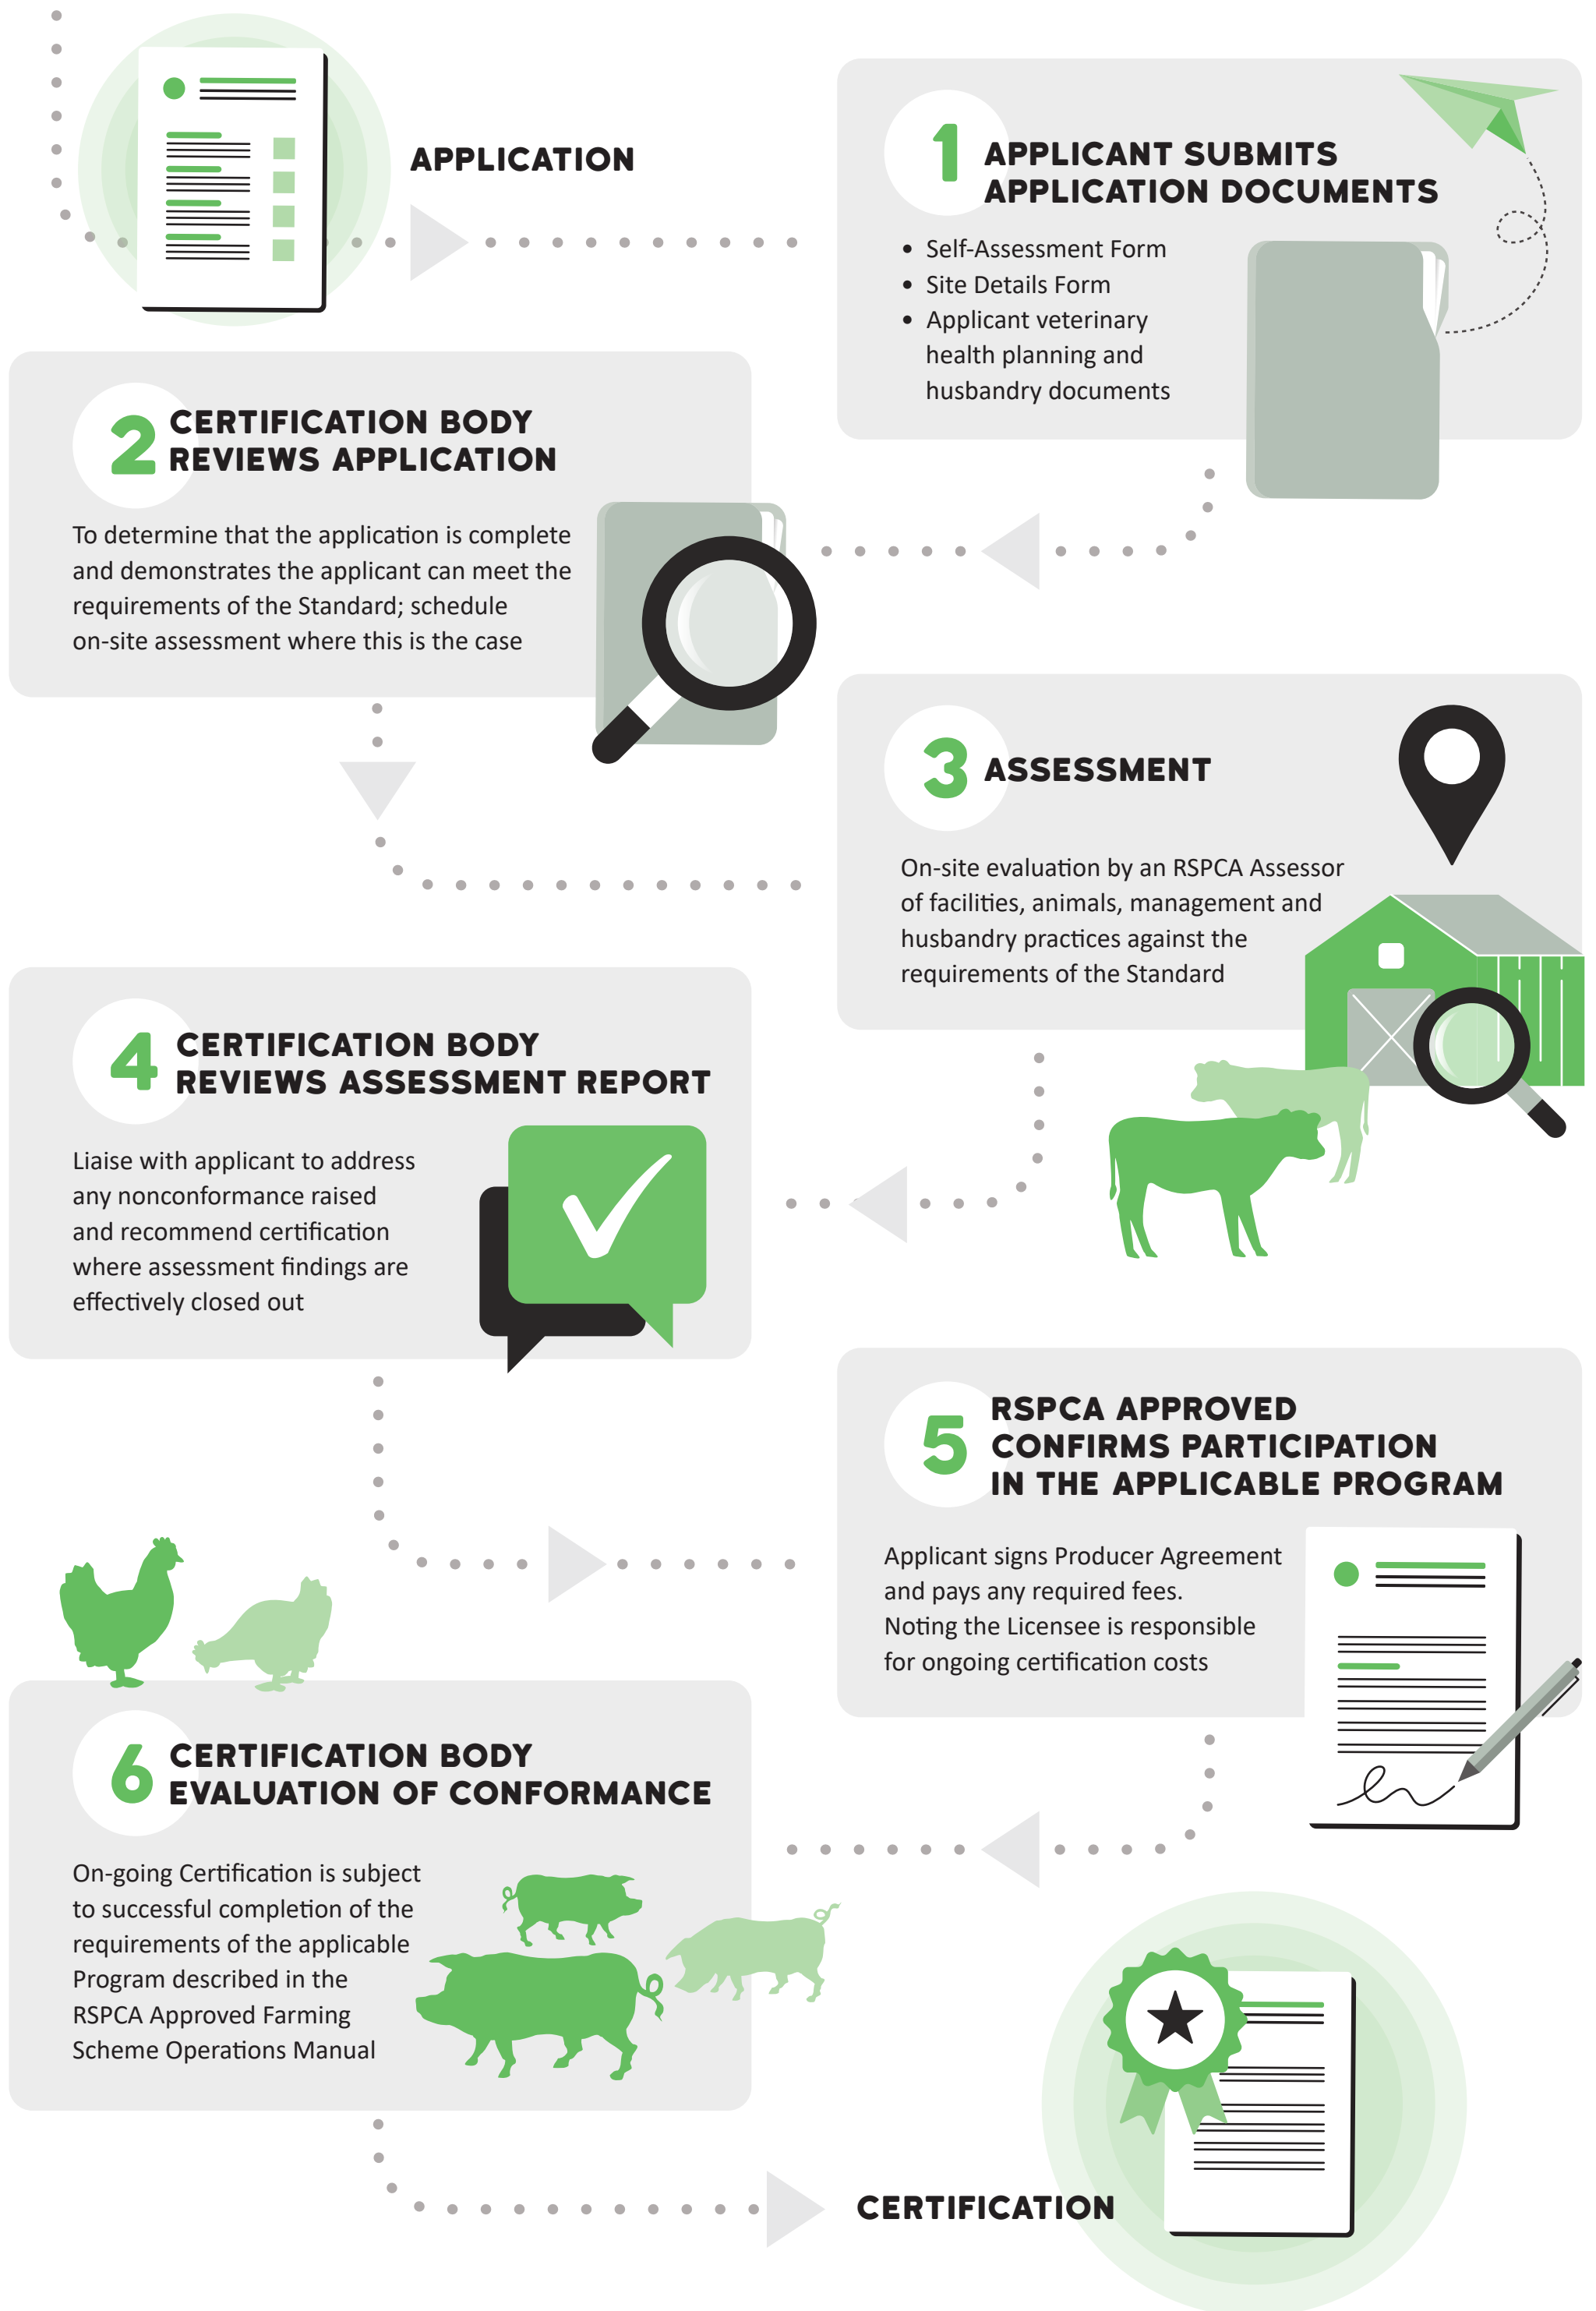 APPLICATION
1
APPLICANT SUBMITS
APPLICATION DOCUMENTS
• Self-Assessment Form
• Site Details Form
• Applicant veterinary
health planning and
husbandry documents
2
CERTIFICATION BODY
REVIEWS APPLICATION
To determine that the application is complete
and demonstrates the applicant can meet the
requirements of the Standard; schedule
on-site assessment where this is the case
3
ASSESSMENT
On-site evaluation by an RSPCA Assessor
of facilities, animals, management and
husbandry practices against the
requirements of the Standard
4
CERTIFICATION BODY
REVIEWS ASSESSMENT REPORT
Liaise with applicant to address
any nonconformance raised
and recommend certification
where assessment findings are
effectively closed out
5
RSPCA APPROVED
CONFIRMS PARTICIPATION
IN THE APPLICABLE PROGRAM
Applicant signs Producer Agreement
and pays any required fees.
Noting the Licensee is responsible
for ongoing certification costs
6
CERTIFICATION BODY
EVALUATION OF CONFORMANCE
On-going Certification is subject
to successful completion of the
requirements of the applicable
Program described in the
RSPCA Approved Farming
Scheme Operations Manual
CERTIFICATION